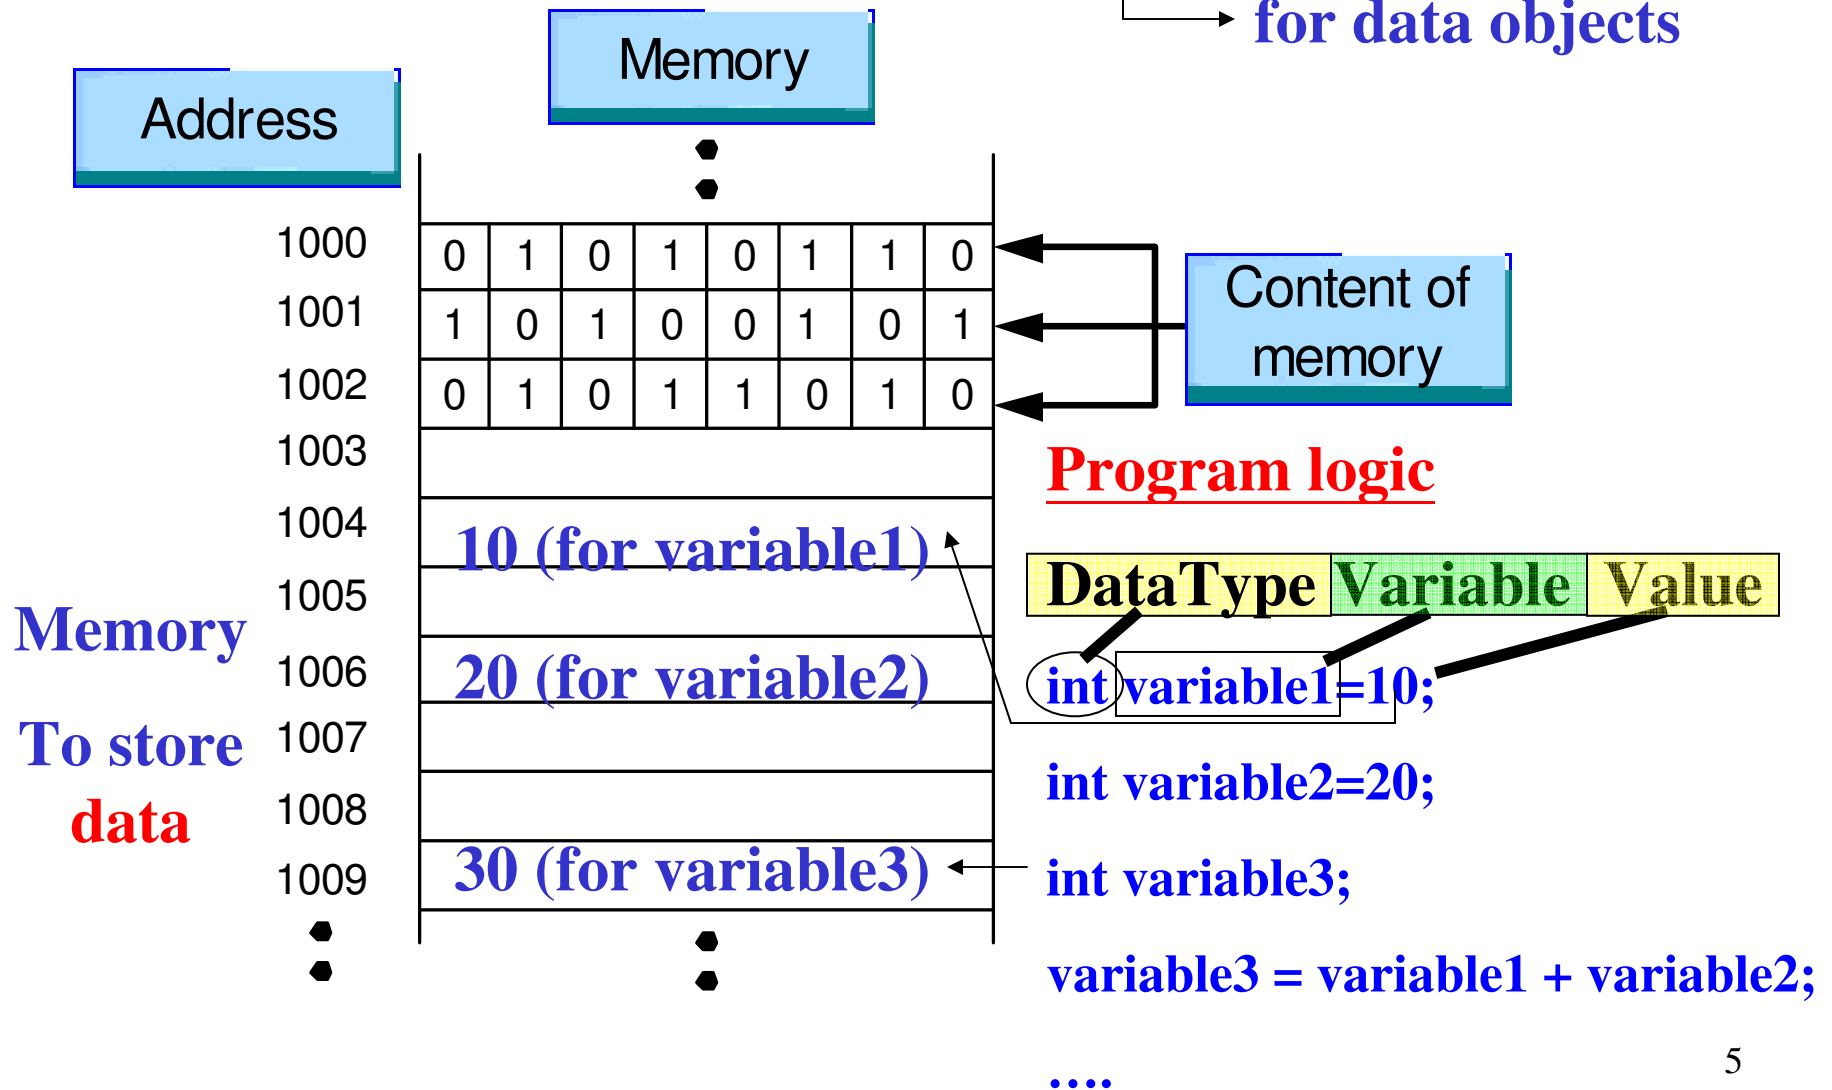 for data objects
Memory
Address
1000 0 1 0 1 0 1 1 0
1001 1 0 1 0 0 1 0 1
1002 0 1 0 1 1 0 1 0
1003
1004 10 (for variable1)
1005
1006 20 (for variable2)
1007
1008
1009 30 (for variable3)
Memory
To store
data
Content of
memory
Program logic
DataType Variable Value
int variable1=10;
int variable2=20;
int variable3;
variable3 = variable1 + variable2;
....
5